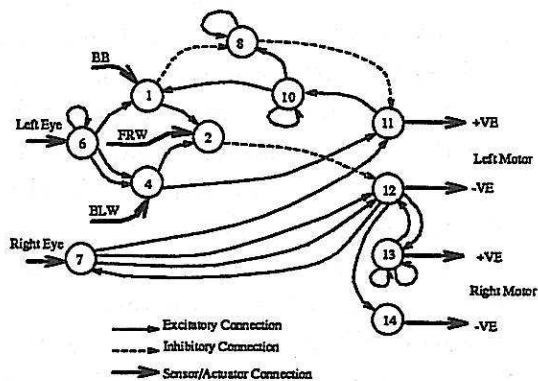 BB
8
1
10
11
+VE
Left Eye
6
FRW
2
Left Motor
4
12
-VE
BLW
Right Eye
7
13
+VE
Right Motor
14
-VE
Excitatory Connection
Inhibitory Connection
Sensor/Actuator Connection